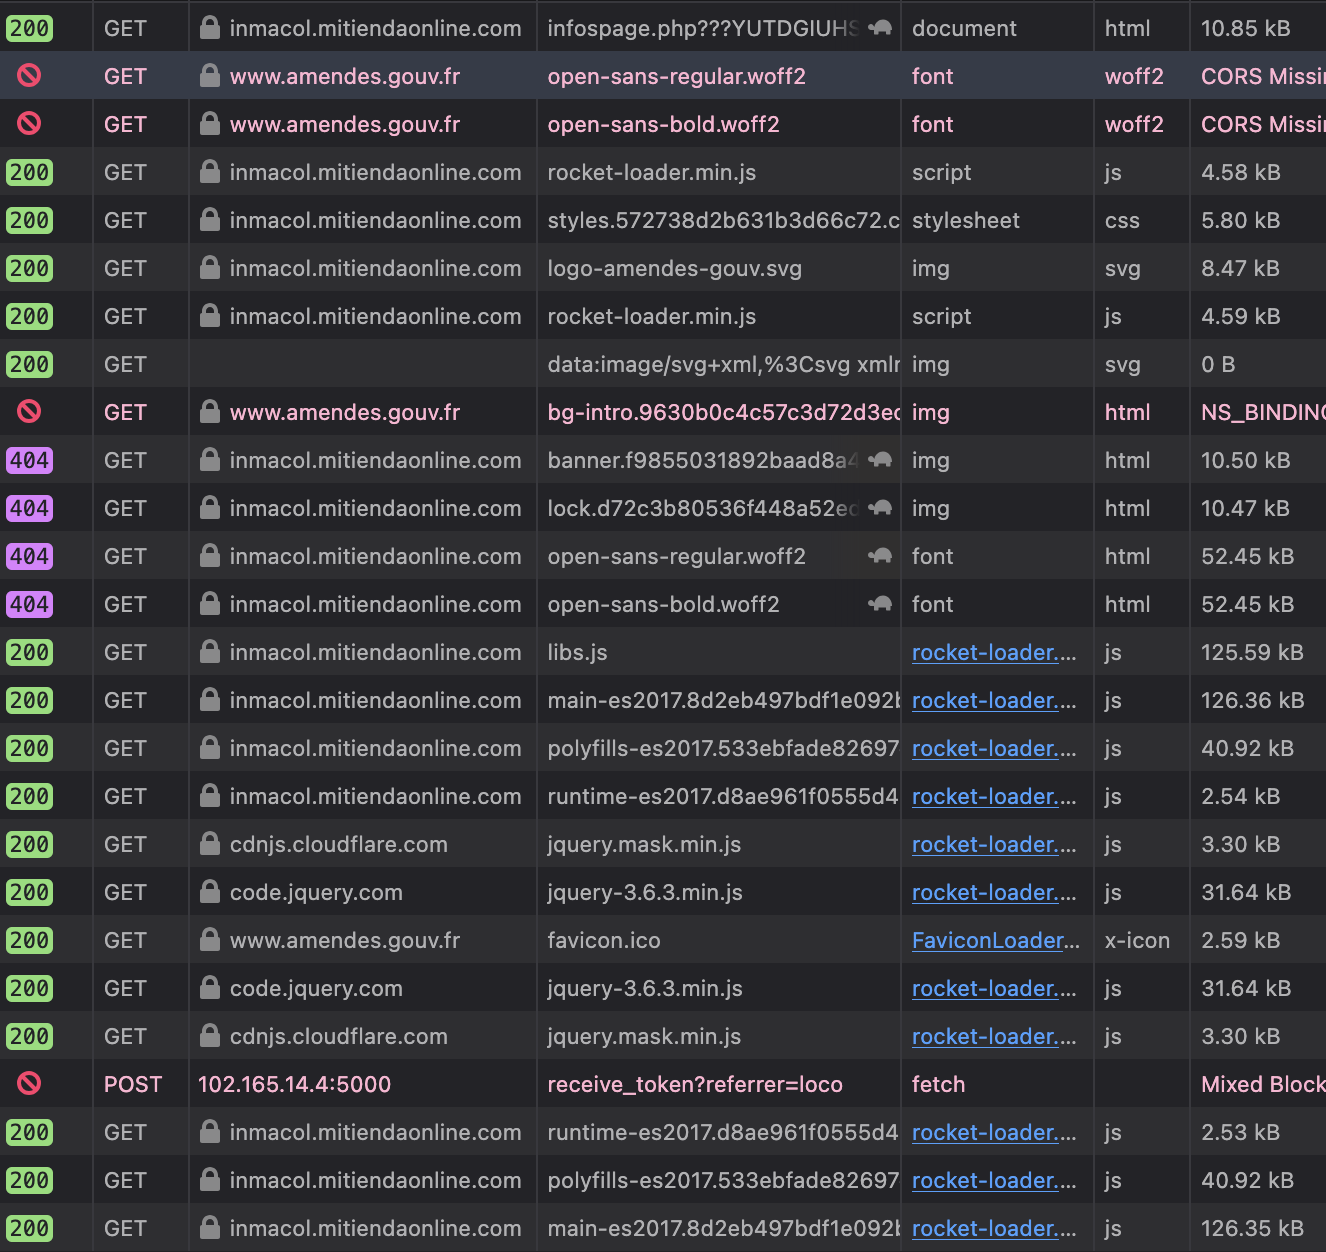 200 GET inmacol.mitiendaonline.com infospage.php???YUTDGIUHS document html 10.85 kB
GET www.amendes.gouv.fr open-sans-regular.woff2 font woff2 CORS Missin
GET www.amendes.gouv.fr open-sans-bold.woff2 font woff2 CORS Missin
200 GET inmacol.mitiendaonline.com rocket-loader.min.js script js 4.58 kB
200 GET inmacol.mitiendaonline.com styles.572738d2b631b3d66c72.c stylesheet css 5.80 kB
200 GET inmacol.mitiendaonline.com logo-amendes-gouv.svg img svg 8.47 kB
200 GET inmacol.mitiendaonline.com rocket-loader.min.js script js 4.59 kB
200 GET data:image/svg+xml,%3Csvg xmlr img svg 0 B
GET www.amendes.gouv.fr bg-intro.9630b0c4c57c3d72d3ec img html NS_BINDING
404 GET inmacol.mitiendaonline.com banner.f9855031892baad8a4 img html 10.50 kB
404 GET inmacol.mitiendaonline.com lock.d72c3b80536f448a52ec img html 10.47 kB
404 GET inmacol.mitiendaonline.com open-sans-regular.woff2 font html 52.45 kB
404 GET inmacol.mitiendaonline.com open-sans-bold.woff2 font html 52.45 kB
200 GET inmacol.mitiendaonline.com libs.js rocket-loader.... js 125.59 kB
200 GET inmacol.mitiendaonline.com main-es2017.8d2eb497bdf1e092b rocket-loader.... js 126.36 kB
200 GET inmacol.mitiendaonline.com polyfills-es2017.533ebfade82697 rocket-loader.... js 40.92 kB
200 GET inmacol.mitiendaonline.com runtime-es2017.d8ae961f0555d4 rocket-loader.... js 2.54 kB
200 GET cdnjs.cloudflare.com jquery.mask.min.js rocket-loader.... js 3.30 kB
200 GET code.jquery.com jquery-3.6.3.min.js rocket-loader.... js 31.64 kB
200 GET www.amendes.gouv.fr favicon.ico FaviconLoader... x-icon 2.59 kB
200 GET code.jquery.com jquery-3.6.3.min.js rocket-loader.... js 31.64 kB
200 GET cdnjs.cloudflare.com jquery.mask.min.js rocket-loader.... js 3.30 kB
POST 102.165.14.4:5000 receive_token?referrer=loco fetch Mixed Block
200 GET inmacol.mitiendaonline.com runtime-es2017.d8ae961f0555d4 rocket-loader.... js 2.53 kB
200 GET inmacol.mitiendaonline.com polyfills-es2017.533ebfade82697 rocket-loader.... js 40.92 kB
200 GET inmacol.mitiendaonline.com main-es2017.8d2eb497bdf1e092b rocket-loader.... js 126.35 kB